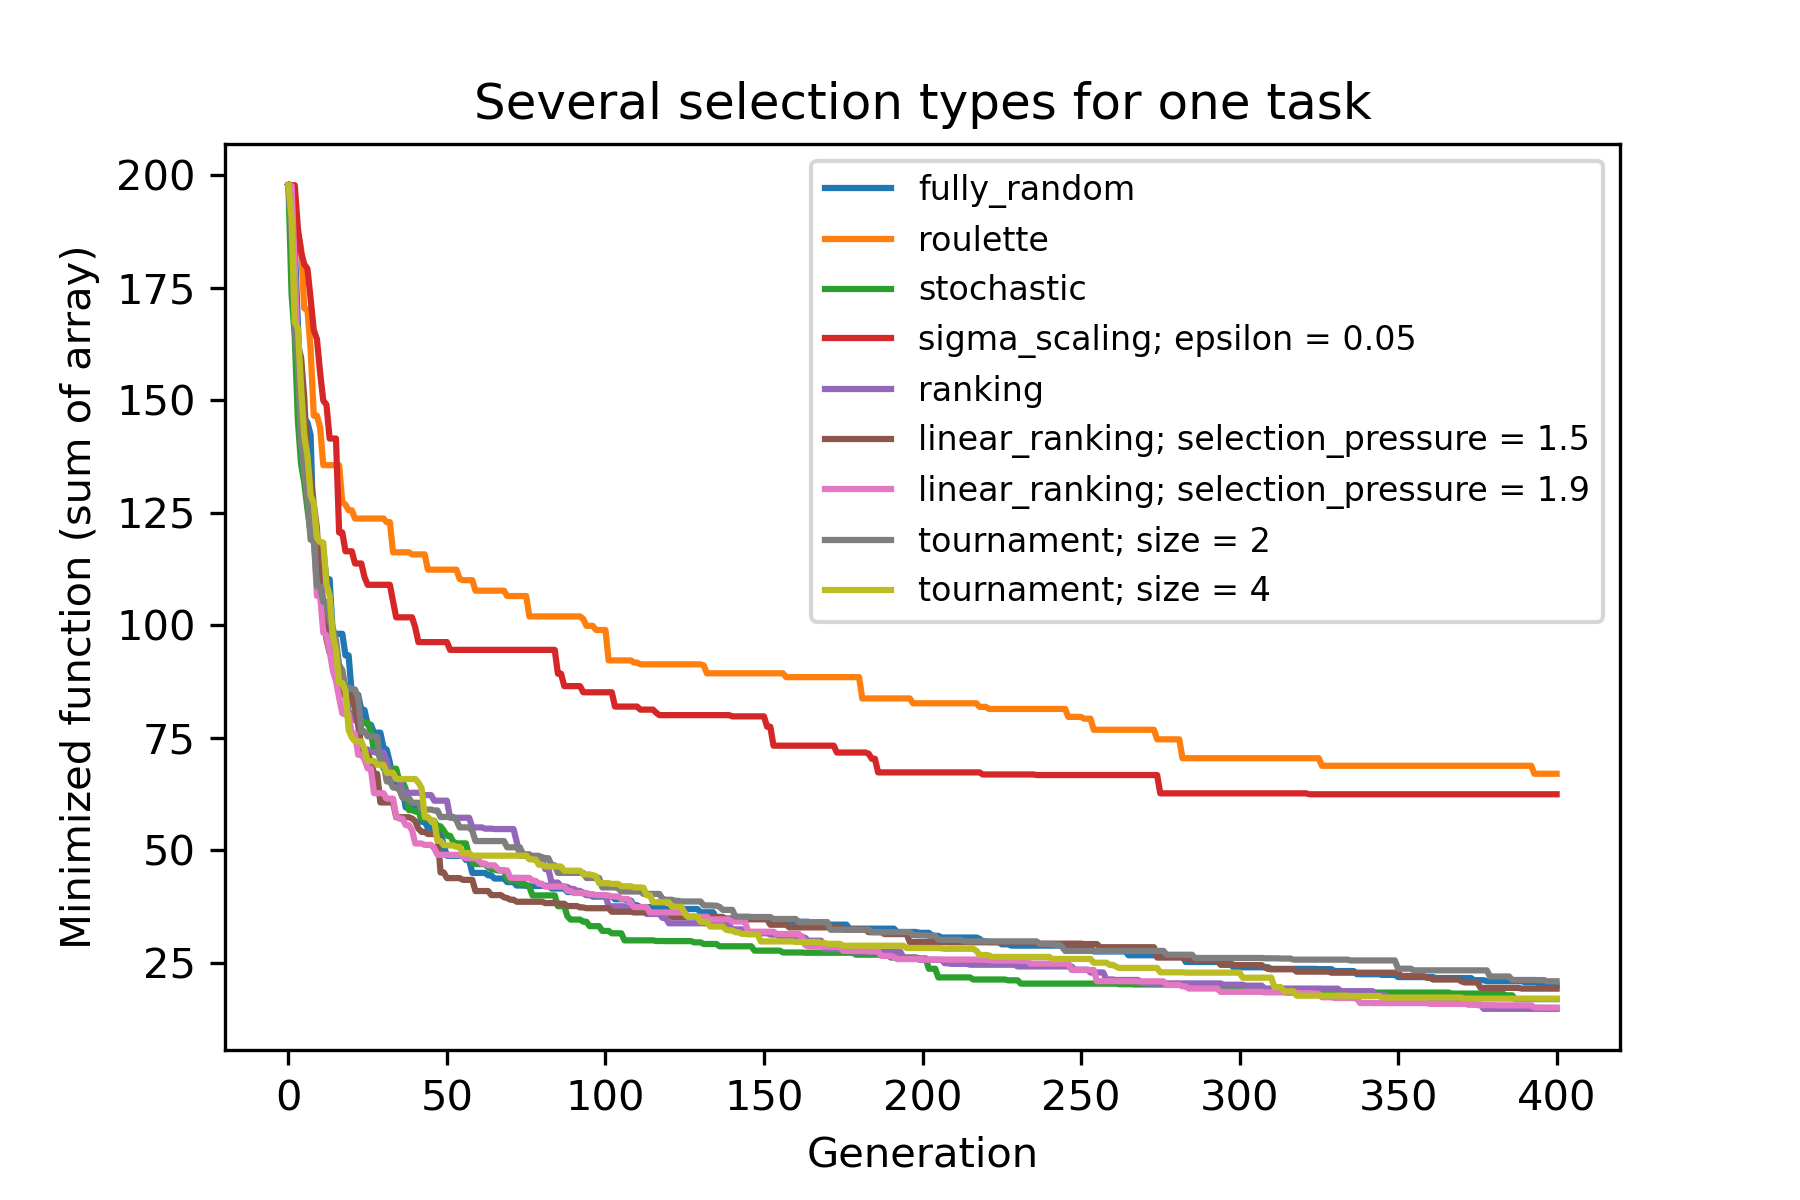 Several selection types for one task
200
175
150
125
100
75
50
25
Minimized function (sum of array)
fully_random
roulette
stochastic
sigma_scaling; epsilon = 0.05
ranking
linear_ranking; selection_pressure = 1.5
linear_ranking; selection_pressure = 1.9
tournament; size = 2
tournament; size = 4
0 50 100 150 200 250 300 350 400
Generation